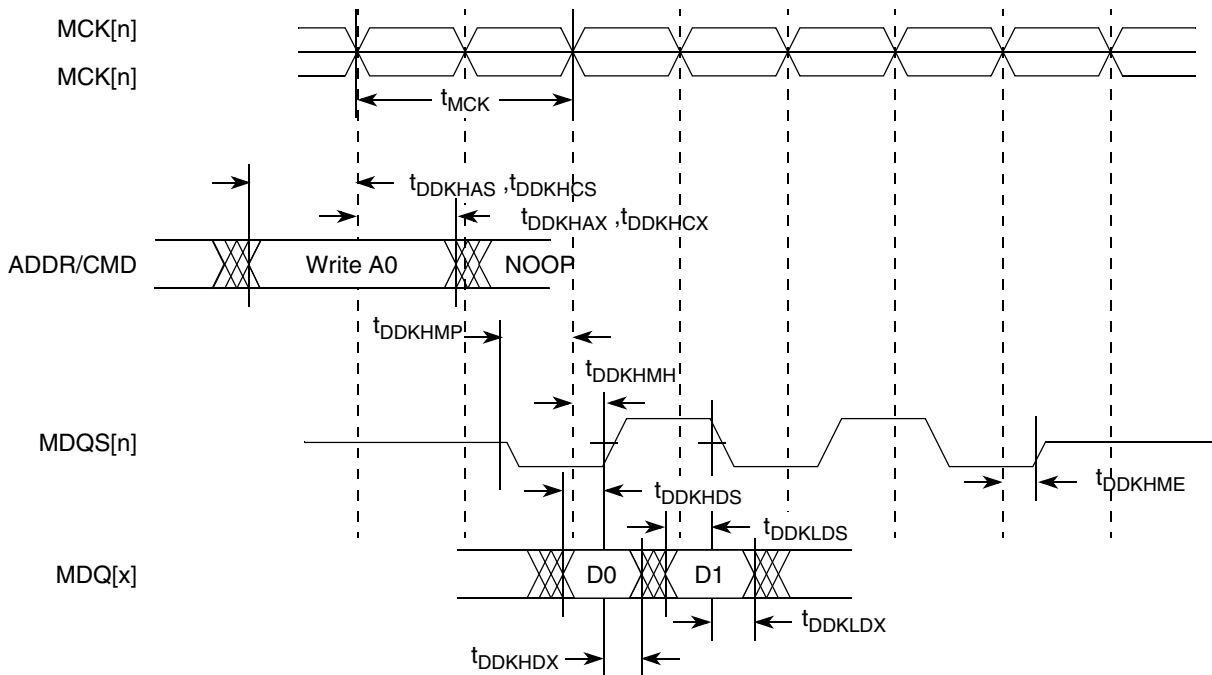 MCK[n]
MCK[n]
tMCK
tDDKHAS ,tDDKHCS
tDDKHAX ,tDDKHCX
ADDR/CMD
Write A0
NOOP
tDDKHMP
tDDKHMH
MDQS[n]
tDDKHME
tDDKHDS
tDDKLDS
MDQ[x]
D0
D1
tDDKLDX
tDDKHDX